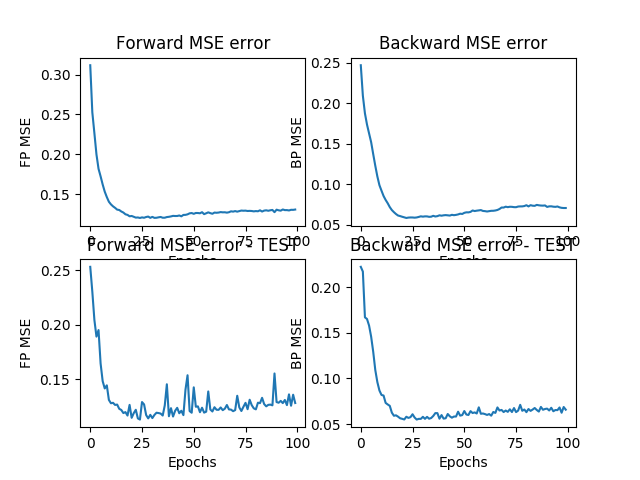 Forward MSE error
Backward MSE error
FP MSE
0.30
0.25
0.20
0.15
BP MSE
0.25
0.20
0.15
0.10
0.05
0 25 50 75 100
Epochs
0 25 50 75 100
Epochs
Forward MSE error - TEST
Backward MSE error - TEST
FP MSE
0.25
0.20
0.15
BP MSE
0.20
0.15
0.10
0.05
0 25 50 75 100
Epochs
0 25 50 75 100
Epochs